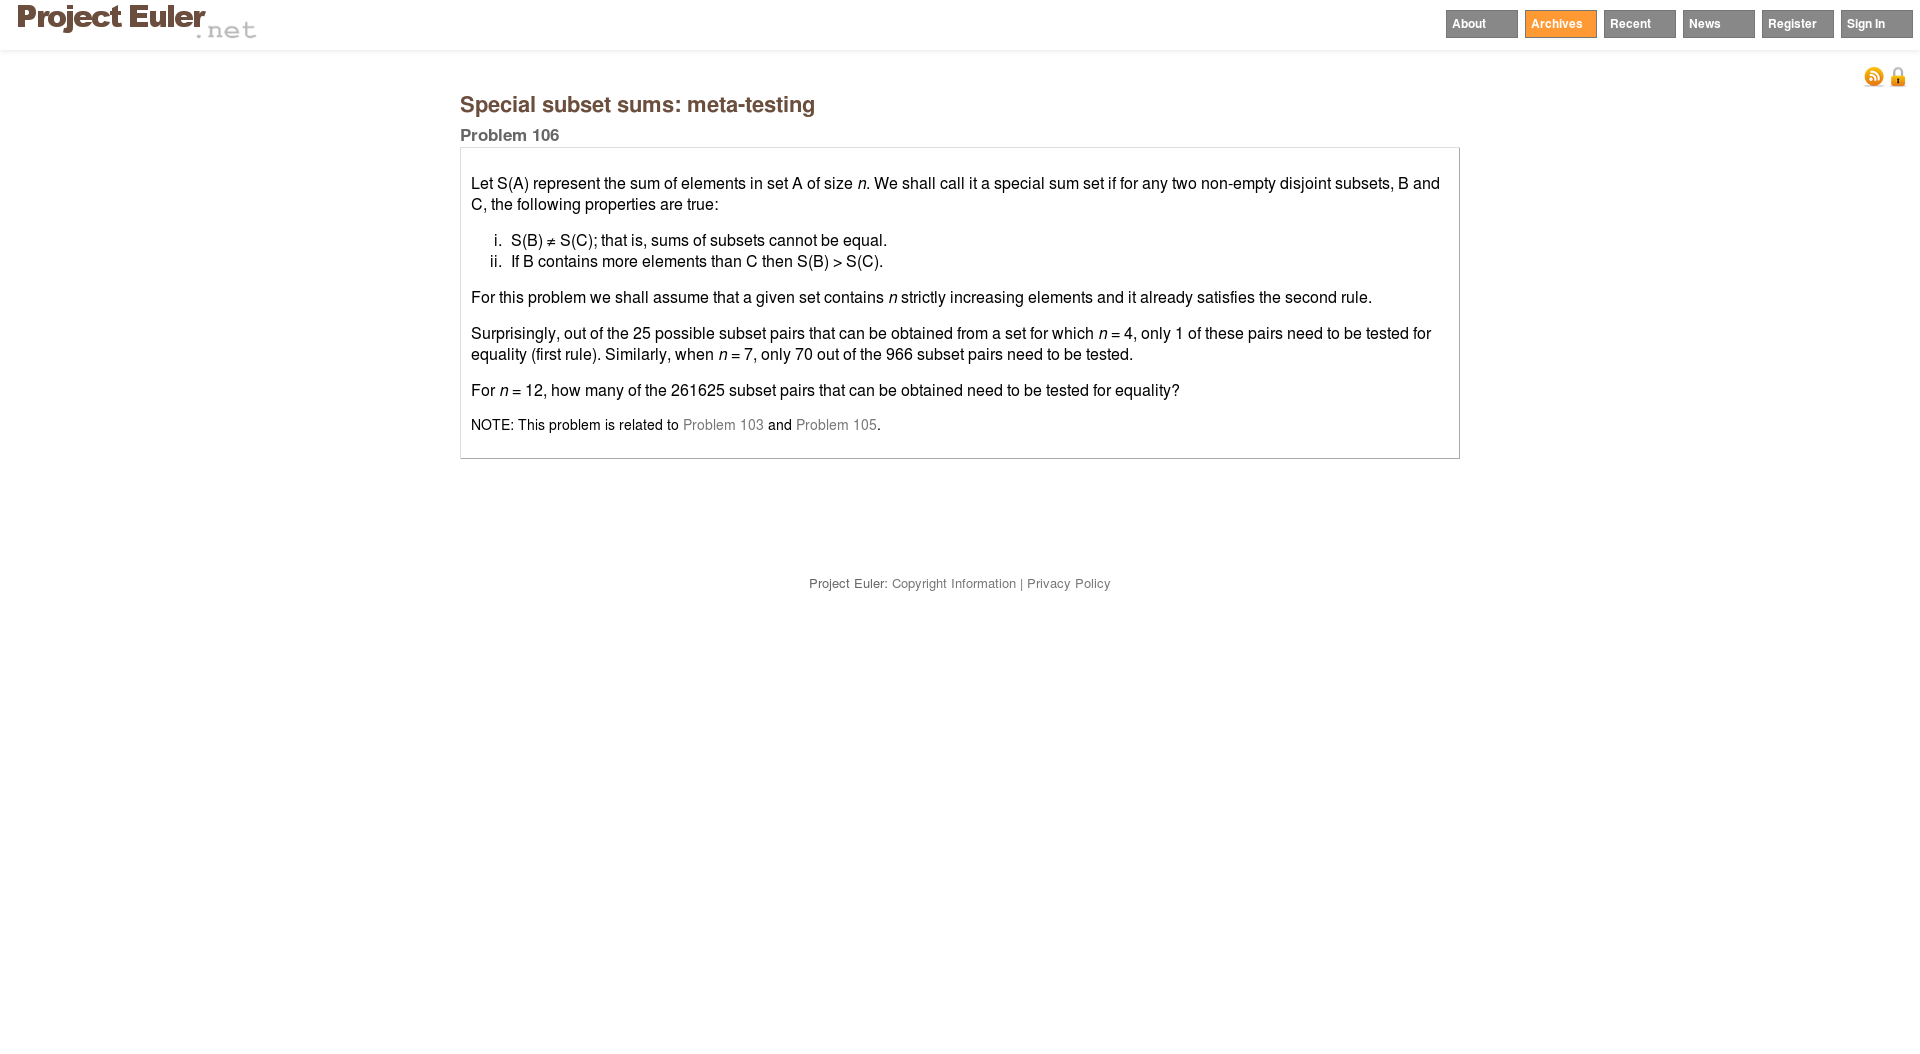 Project Euler.net
About Archives Recent News Register Sign In
Special subset sums: meta-testing
Problem 106
Let S(A) represent the sum of elements in set A of size n. We shall call it a special sum set if for any two non-empty disjoint subsets, B and
C, the following properties are true:
i. S(B) ≠ S(C); that is, sums of subsets cannot be equal.
ii. If B contains more elements than C then S(B) > S(C).
For this problem we shall assume that a given set contains n strictly increasing elements and it already satisfies the second rule.
Surprisingly, out of the 25 possible subset pairs that can be obtained from a set for which n = 4, only 1 of these pairs need to be tested for
equality (first rule). Similarly, when n = 7, only 70 out of the 966 subset pairs need to be tested.
For n = 12, how many of the 261625 subset pairs that can be obtained need to be tested for equality?
NOTE: This problem is related to Problem 103 and Problem 105.
Project Euler: Copyright Information | Privacy Policy